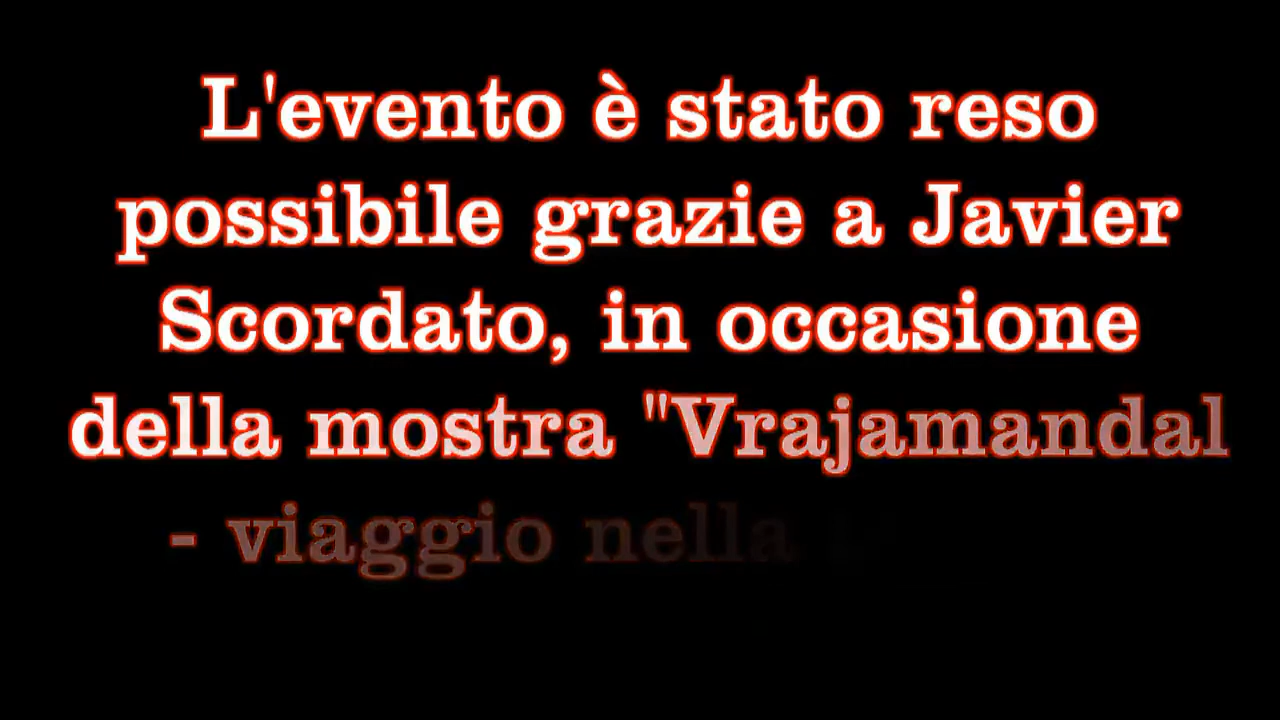 L'evento è stato reso
possibile grazie a Javier
Scordato, in occasione
della mostra "Vrajamandal
- viaggio nella